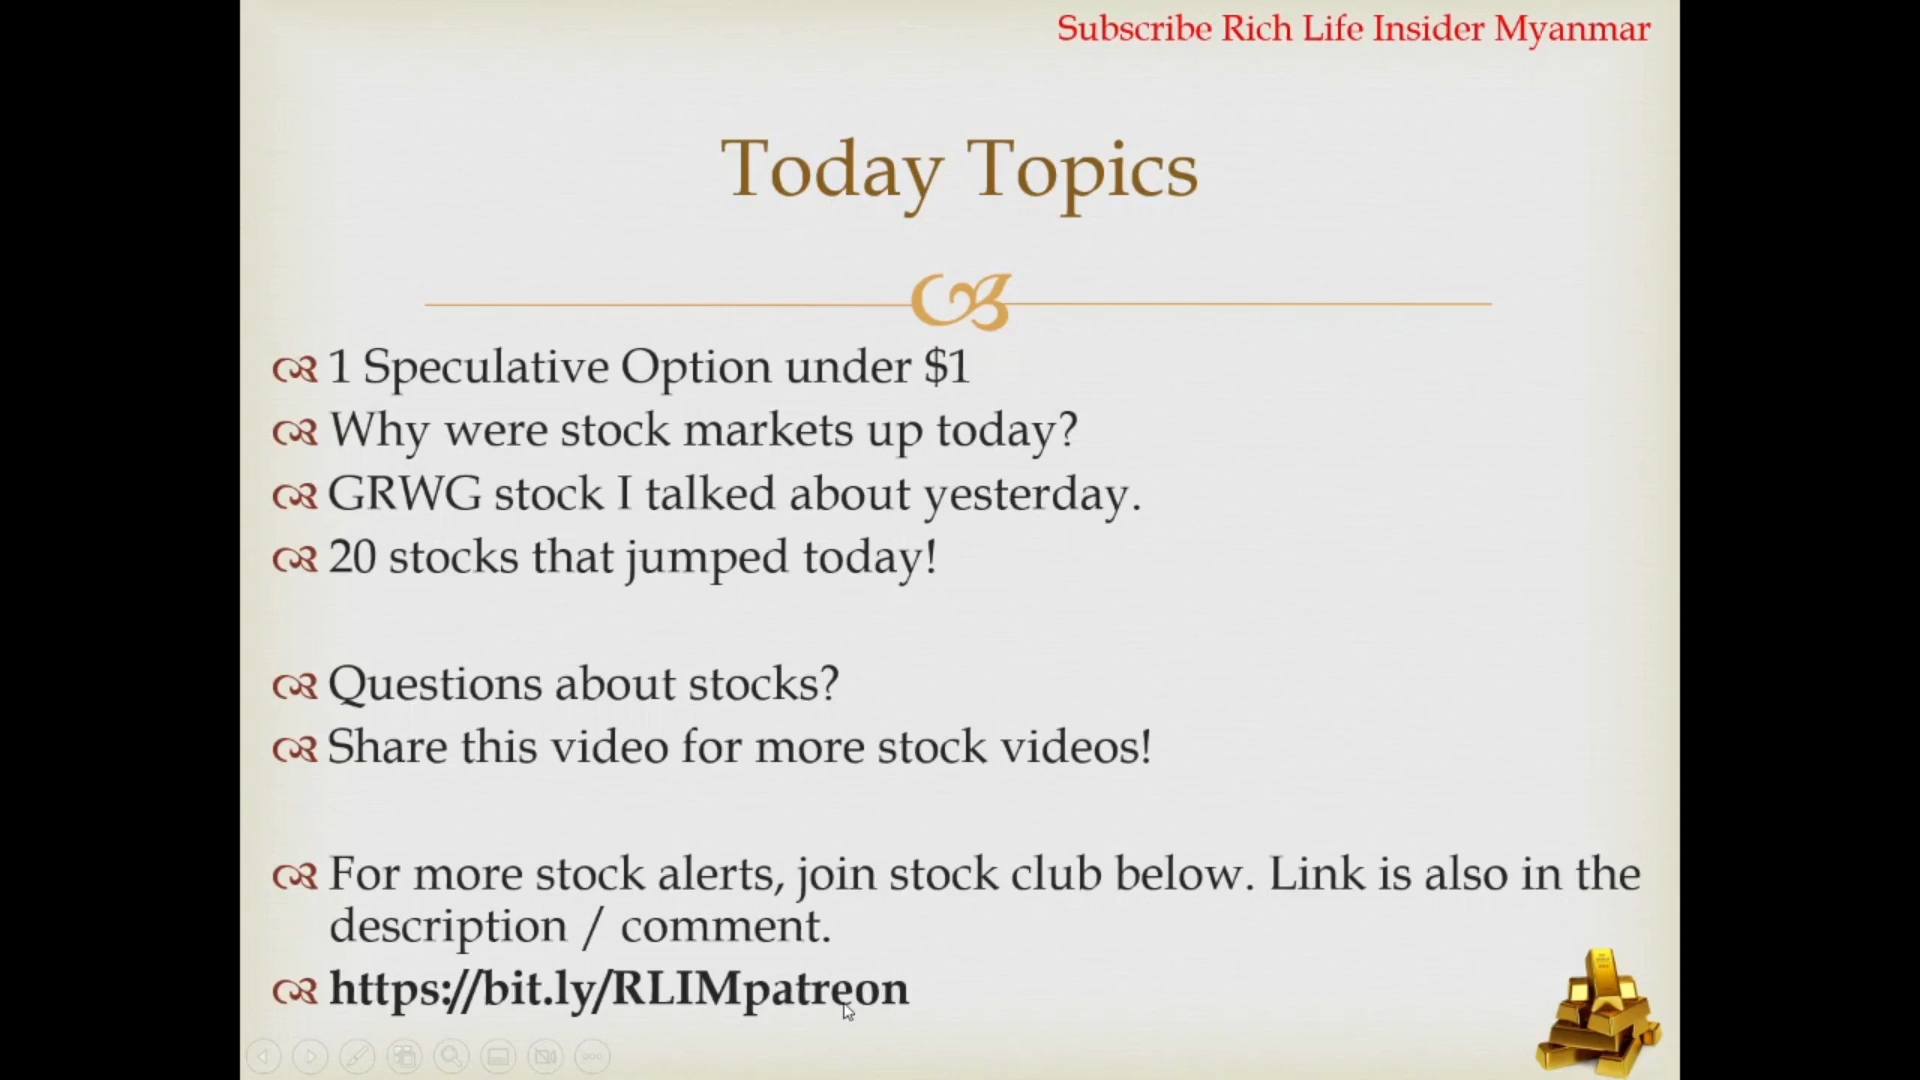 Subscribe Rich Life Insider Myanmar
Today Topics
1 Speculative Option under $1
Why were stock markets up today?
GRWG stock I talked about yesterday.
20 stocks that jumped today!
Questions about stocks?
Share this video for more stock videos!
For more stock alerts, join stock club below. Link is also in the
description / comment.
https://bit.ly/RLIMpatreon